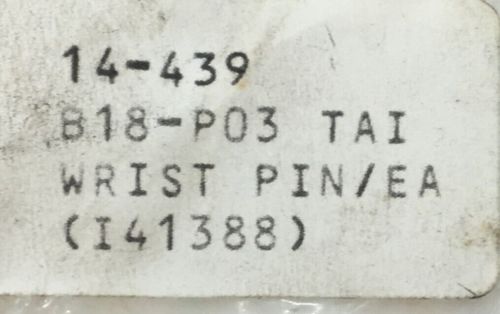 14-439
B18-P03 TAI
WRIST PIN/EA
(I41388)